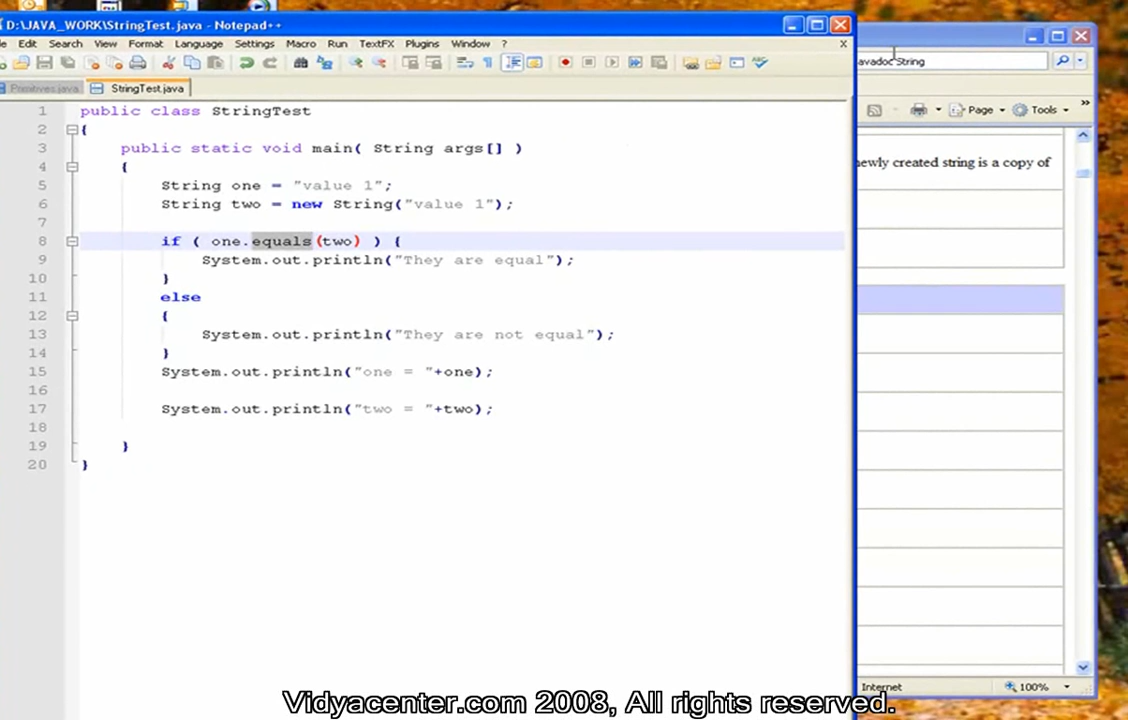 D:\JAVA_WORK\StringTest.java - Notepad++
Edit Search View Format Language Settings Macro Run TextFX Plugins Window ? X
Primitives.java StringTest.java
avadoc String
Page Tools »
1 public class StringTest
2 {
3 public static void main( String args[] )
4 {
5 String one = "value 1";
6 String two = new String("value 1");
7
8 if ( one.equals(two) ) {
9 System.out.println("They are equal");
10 }
11 else
12 {
13 System.out.println("They are not equal");
14 }
15 System.out.println("one = "+one);
16
17 System.out.println("two = "+two);
18
19 }
20 }
ewly created string is a copy of
Internet 100%
Vidyacenter.com 2008, All rights reserved.